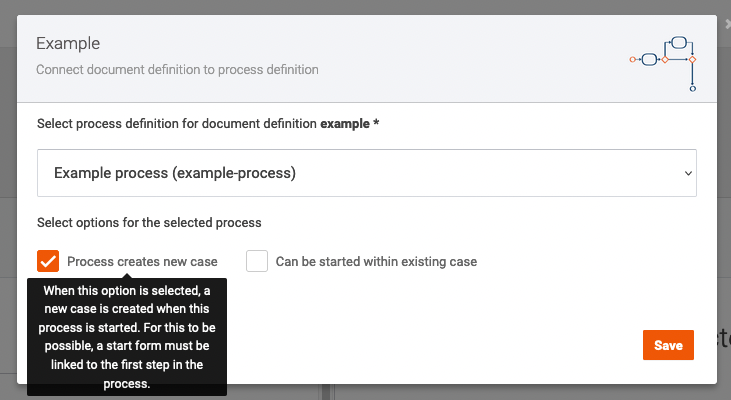 Example
Connect document definition to process definition
Select process definition for document definition example *
Example process (example-process)
Select options for the selected process
Process creates new case
Can be started within existing case
When this option is selected, a
new case is created when this
process is started. For this to be
possible, a start form must be
linked to the first step in the
process.
Save